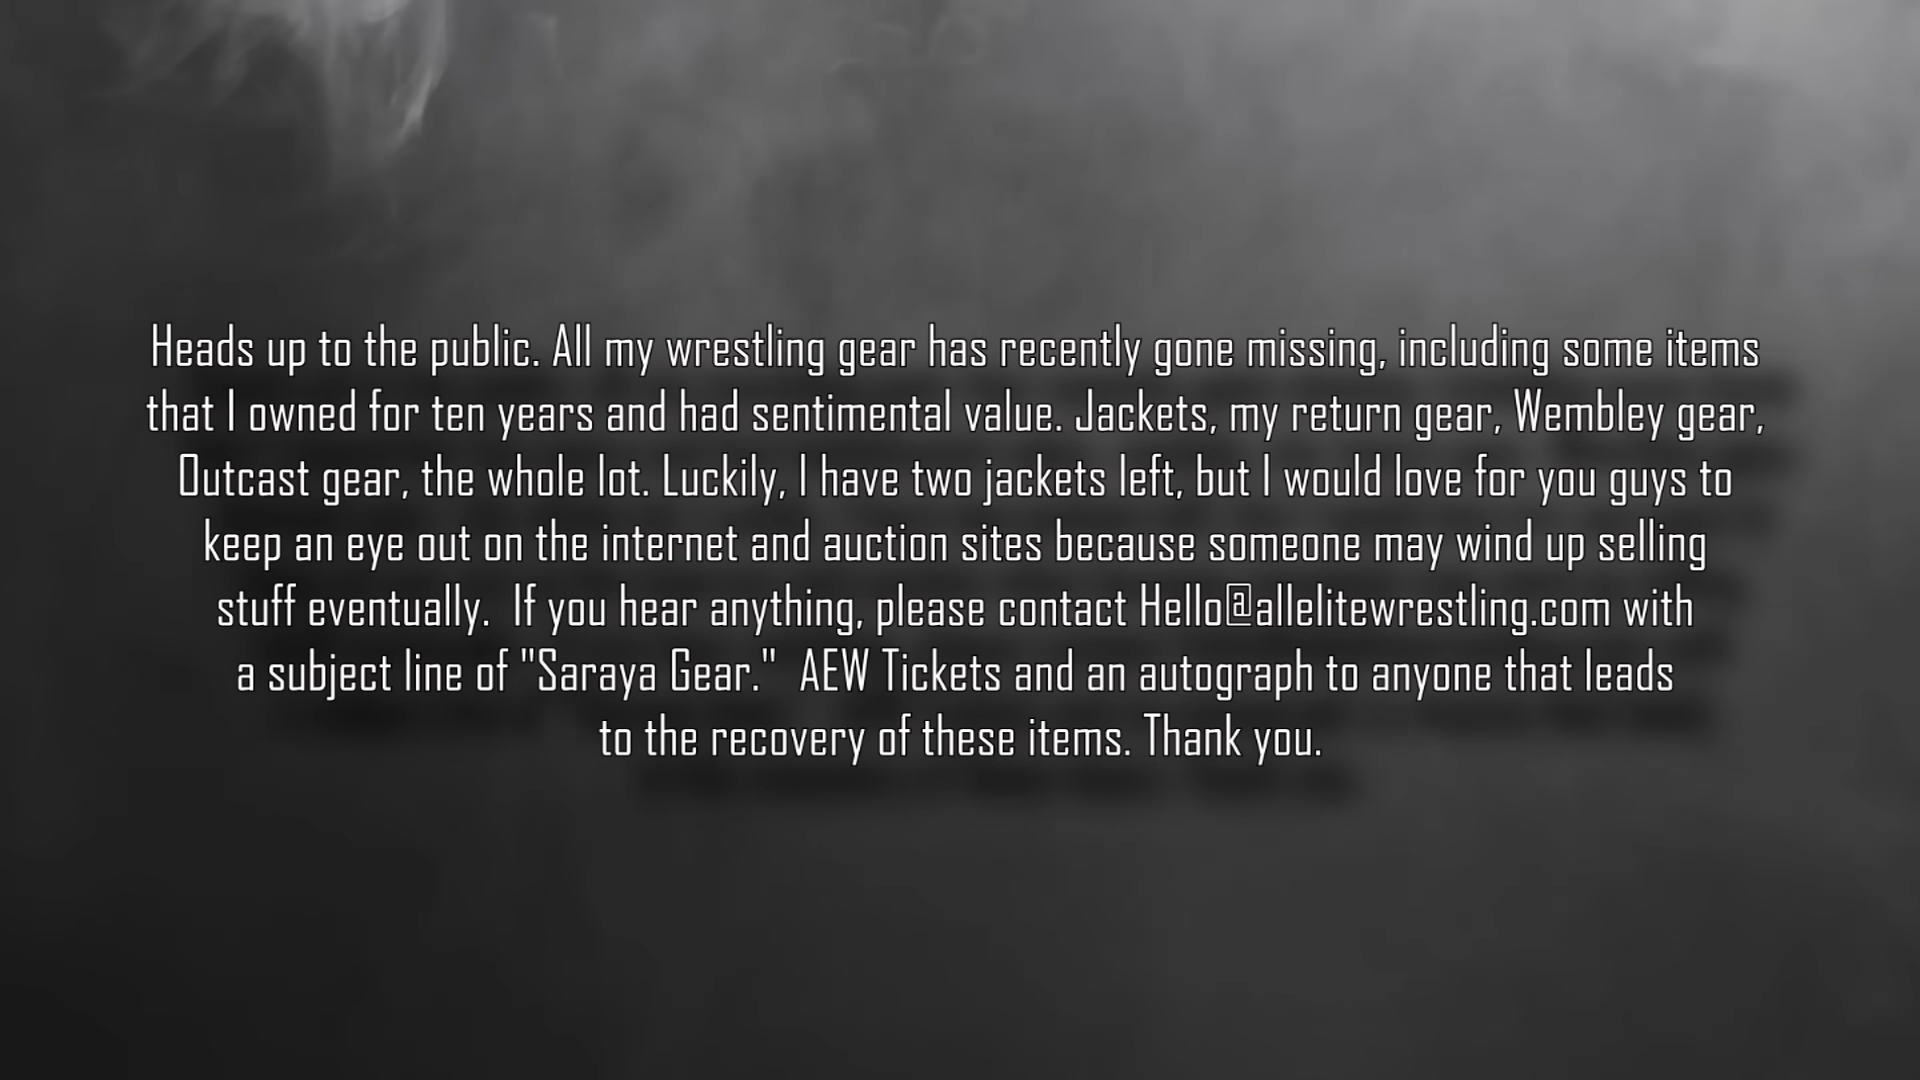 Heads up to the public. All my wrestling gear has recently gone missing, including some items
that I owned for ten years and had sentimental value. Jackets, my return gear, Wembley gear,
Outcast gear, the whole lot. Luckily, I have two jackets left, but I would love for you guys to
keep an eye out on the internet and auction sites because someone may wind up selling
stuff eventually.  If you hear anything, please contact Hello@allelitewrestling.com with
a subject line of "Saraya Gear."  AEW Tickets and an autograph to anyone that leads
to the recovery of these items. Thank you.